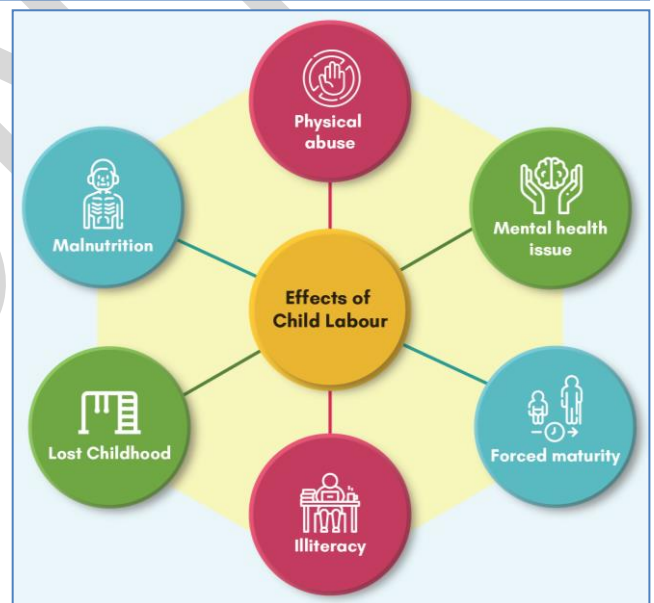 Physical
abuse
Mental health
issue
Malnutrition
Effects of
Child Labour
Lost Childhood
Forced maturity
Illiteracy